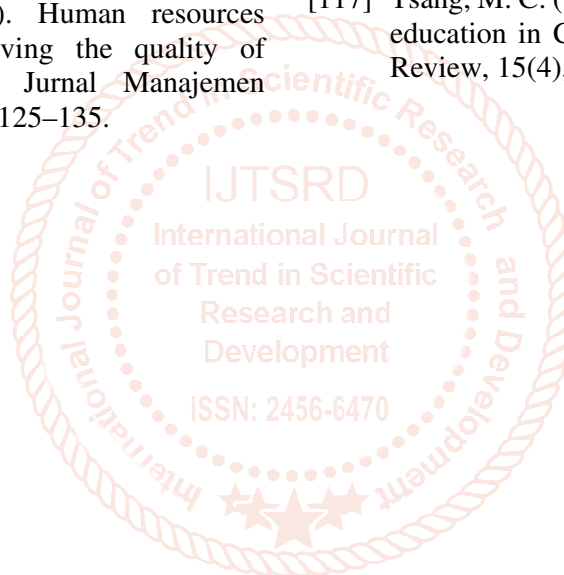 ). Human resources
ving the quality of
Jurnal Manajemen
125–135.
[117] Tsang, M. C. (
education in C
Review, 15(4),
International Journal of Trend in Scientific Research and Development
IJTSRD
International Journal
of Trend in Scientific
Research and
Development
ISSN: 2456-6470